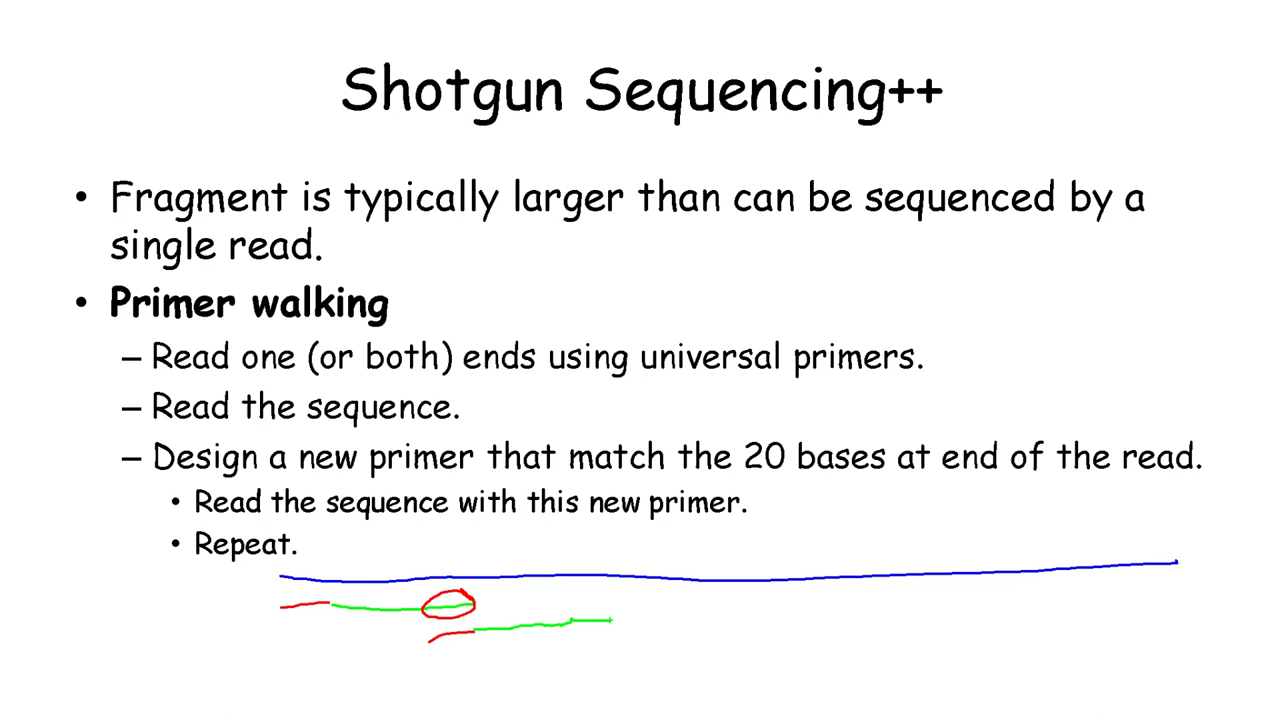 Shotgun Sequencing++
• Fragment is typically larger than can be sequenced by a
single read.
• Primer walking
– Read one (or both) ends using universal primers.
– Read the sequence.
– Design a new primer that match the 20 bases at end of the read.
• Read the sequence with this new primer.
• Repeat.